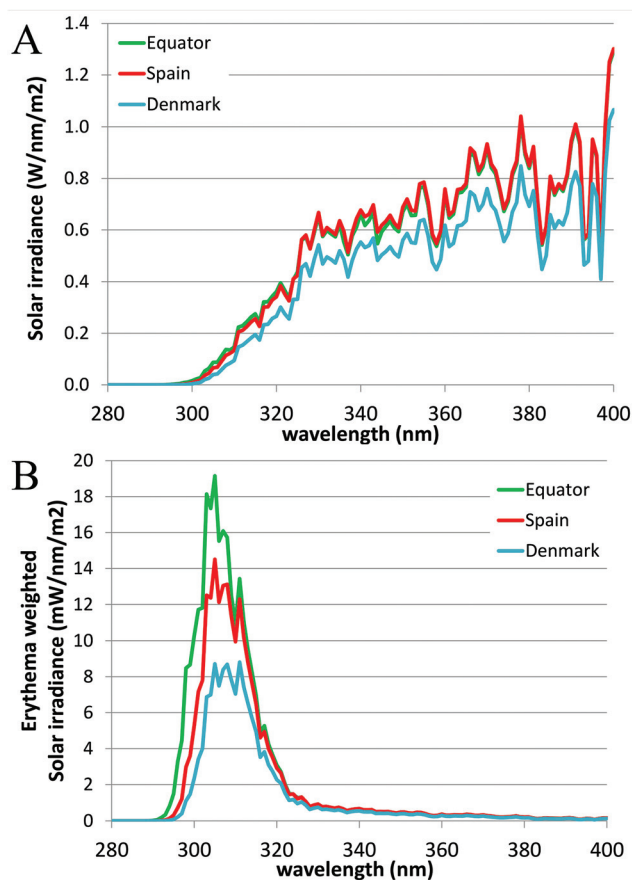 A
Solar irradiance (W/nm/m2)
1.4
1.2
1.0
0.8
0.6
0.4
0.2
0.0
Equator
Spain
Denmark
280 300 320 340 360 380 400
wavelength (nm)
B
Erythema weighted
Solar irradiance (mW/nm/m2)
20
18
16
14
12
10
8
6
4
2
0
Equator
Spain
Denmark
280 300 320 340 360 380 400
wavelength (nm)